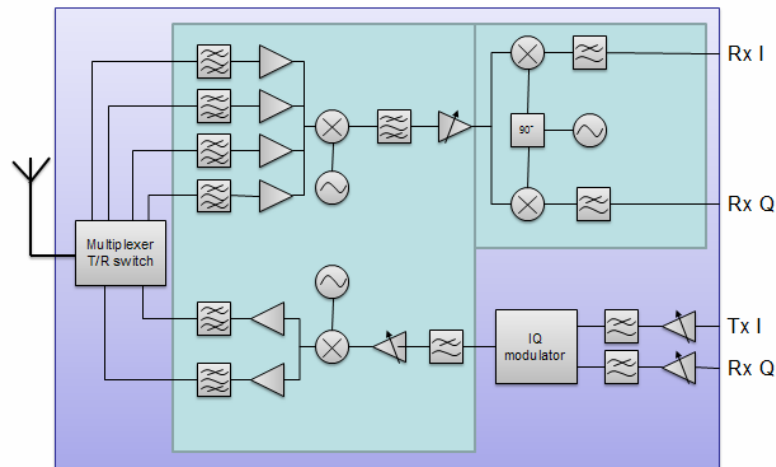 Rx I
90°
Rx Q
Multiplexer
T/R switch
IQ
modulator
Tx I
Rx Q